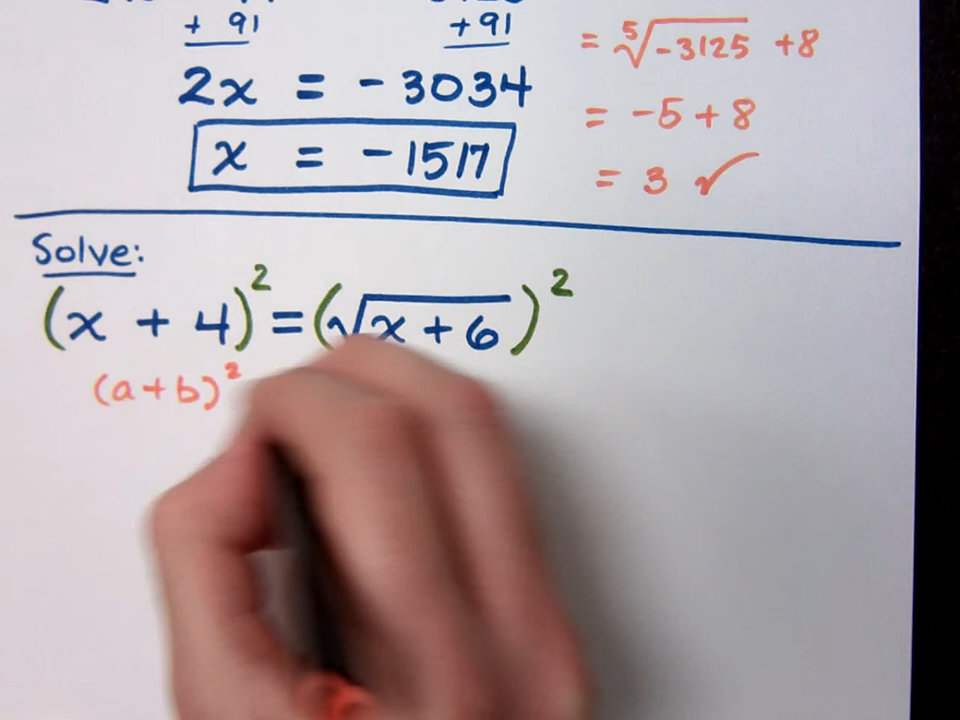 + 91 + 91
2x = -3034
x = -1517
= ⁵√-3125 + 8
= -5 + 8
= 3 ✓
Solve:
(x + 4)² = (√x + 6)²
(a + b)²